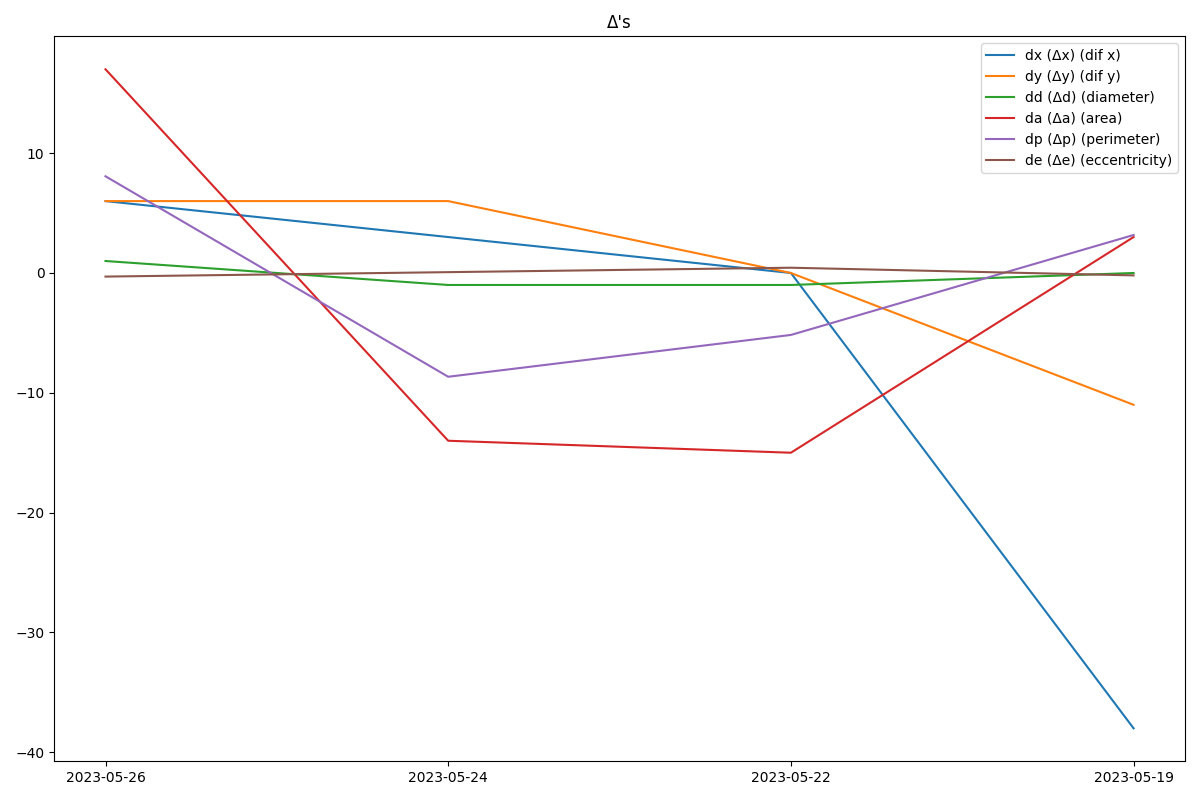 Δ's
dx (Δx) (dif x)
dy (Δy) (dif y)
dd (Δd) (diameter)
da (Δa) (area)
dp (Δp) (perimeter)
de (Δe) (eccentricity)
10
0
−10
−20
−30
−40
2023-05-26 2023-05-24 2023-05-22 2023-05-19